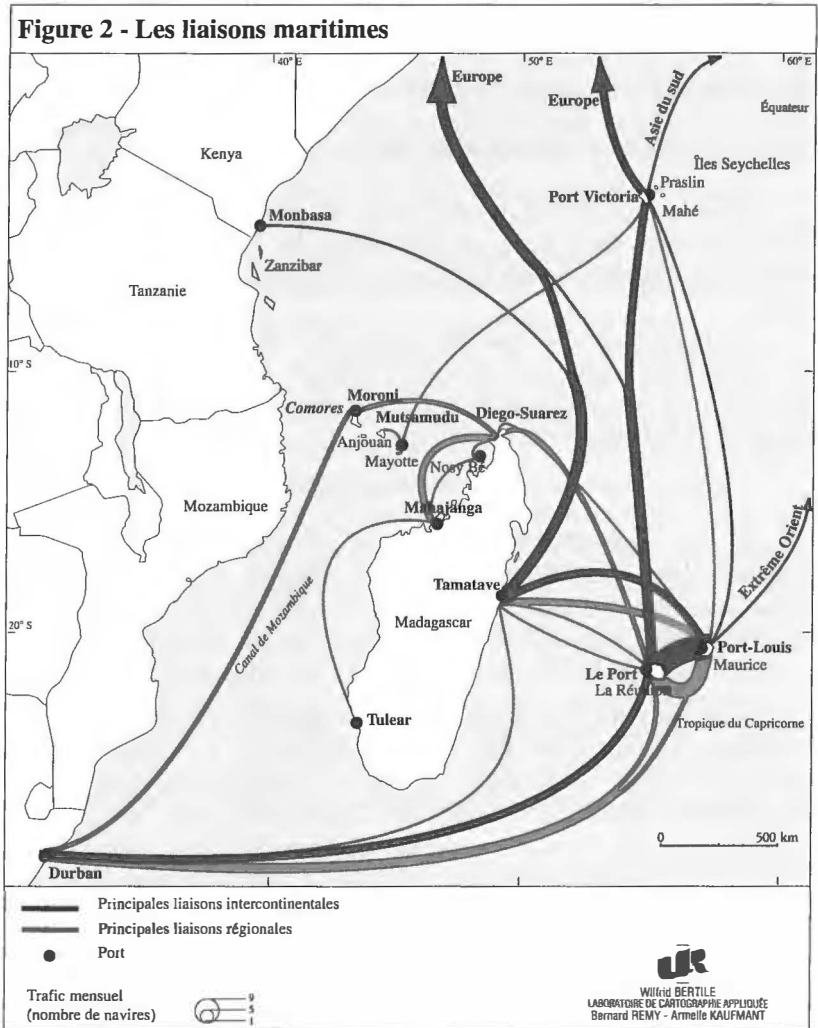 Figure 2 - Les liaisons maritimes
40° E
50° E
60° E
Europe
Europe
Asie du sud
Équateur
Kenya
Îles Seychelles
Praslin
Port Victoria
Mahé
Monbasa
Zanzibar
Tanzanie
10° S
Moroni
Comores
Mutsamudu
Diego-Suarez
Anjouan
Mayotte
Nosy Bé
Mozambique
Mahajanga
Extrême Orient
Tamatave
Canal de Mozambique
Madagascar
20° S
Port-Louis
Le Port
Maurice
La Réunion
Tulear
Tropique du Capricorne
0
500 km
Durban
Principales liaisons intercontinentales
Principales liaisons régionales
Port
Trafic mensuel
(nombre de navires)
9
5
1
UR
Wilfrid BERTILE
LABORATOIRE DE CARTOGRAPHIE APPLIQUÉE
Bernard REMY - Armelle KAUFMANT